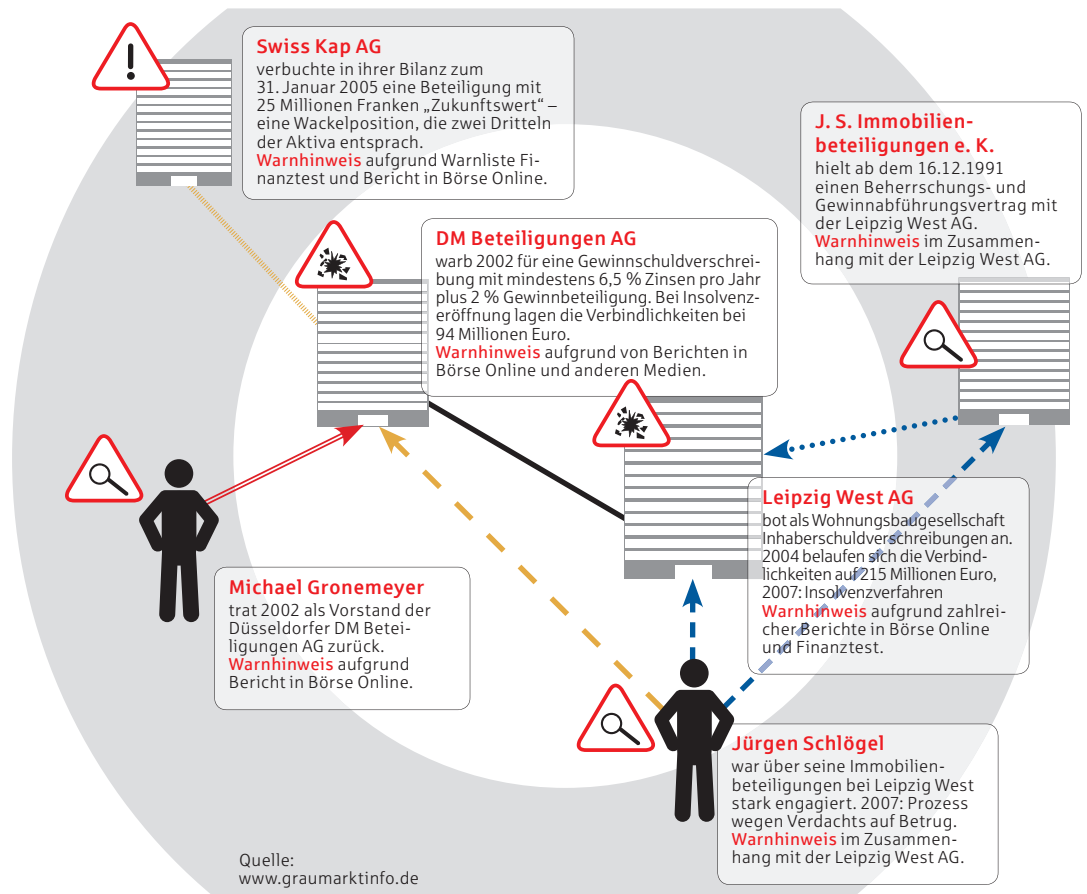 Swiss Kap AG
verbuchte in ihrer Bilanz zum
31. Januar 2005 eine Beteiligung mit
25 Millionen Franken „Zukunftswert“ –
eine Wackelposition, die zwei Dritteln
der Aktiva entsprach.
Warnhinweis aufgrund Warnliste Fi-
nanztest und Bericht in Börse Online.
J. S. Immobilien-
beteiligungen e. K.
hielt ab dem 16.12.1991
einen Beherrschungs- und
Gewinnabführungsvertrag mit
der Leipzig West AG.
Warnhinweis im Zusammen-
hang mit der Leipzig West AG.
DM Beteiligungen AG
warb 2002 für eine Gewinnschuldverschrei-
bung mit mindestens 6,5 % Zinsen pro Jahr
plus 2 % Gewinnbeteiligung. Bei Insolvenz-
eröffnung lagen die Verbindlichkeiten bei
94 Millionen Euro.
Warnhinweis aufgrund von Berichten in
Börse Online und anderen Medien.
Leipzig West AG
bot als Wohnungsbaugesellschaft
Inhaberschuldverschreibungen an.
2004 belaufen sich die Verbind-
lichkeiten auf 215 Millionen Euro,
2007: Insolvenzverfahren
Warnhinweis aufgrund zahlrei-
cher Berichte in Börse Online
und Finanztest.
Michael Gronemeyer
trat 2002 als Vorstand der
Düsseldorfer DM Betei-
ligungen AG zurück.
Warnhinweis aufgrund
Bericht in Börse Online.
Jürgen Schlögel
war über seine Immobilien-
beteiligungen bei Leipzig West
stark engagiert. 2007: Prozess
wegen Verdachts auf Betrug.
Warnhinweis im Zusammen-
hang mit der Leipzig West AG.
Quelle:
www.graumarktinfo.de